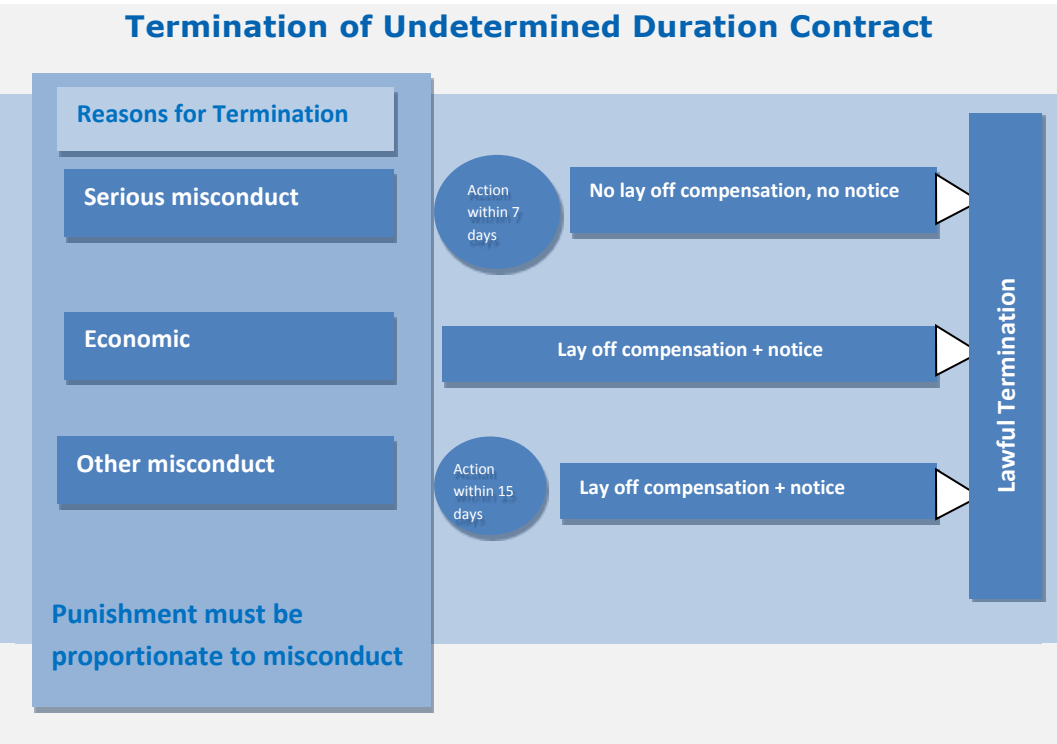 Termination of Undetermined Duration Contract
Reasons for Termination
Serious misconduct
Action
within 7
days
No lay off compensation, no notice
Economic
Lay off compensation + notice
Other misconduct
Action
within 15
days
Lay off compensation + notice
Lawful Termination
Punishment must be
proportionate to misconduct